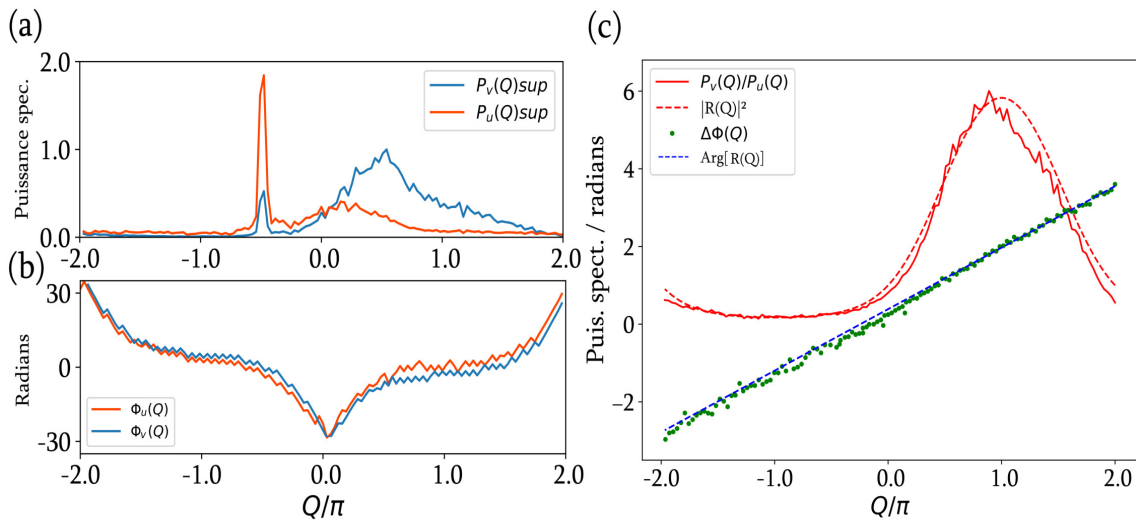 (a)
2.0
1.0
0.0
Puissance spec.
P_v(Q)sup
P_u(Q)sup
-2.0 -1.0 0.0 1.0 2.0
(b)
30
0
-30
Radians
Φ_u(Q)
Φ_v(Q)
-2.0 -1.0 0.0 1.0 2.0
Q/π
(c)
6
4
2
0
−2
Puis. spect. / radians
P_v(Q)/P_u(Q)
|R(Q)|²
ΔΦ(Q)
Arg[R(Q)]
-2.0 -1.0 0.0 1.0 2.0
Q/π